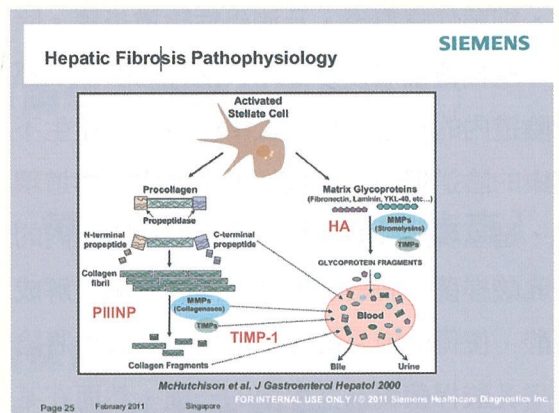 SIEMENS
Hepatic Fibrosis Pathophysiology
Activated
Stellate Cell
Procollagen
Propeptidase
Matrix Glycoproteins
(Fibronectin, Laminin, YKL-40, etc...)
HA
MMPs
(Stromelysins)
TIMPs
N-terminal
propeptide
C-terminal
propeptide
GLYCOPROTEIN FRAGMENTS
Collagen
fibril
PIIINP
MMPs
(Collagenases)
TIMPs
TIMP-1
Blood
Collagen Fragments
Bile
Urine
McHutchison et al. J Gastroenterol Hepatol 2000
FOR INTERNAL USE ONLY / © 2011 Siemens Healthcare Diagnostics Inc.
Page 25 February 2011 Singapore